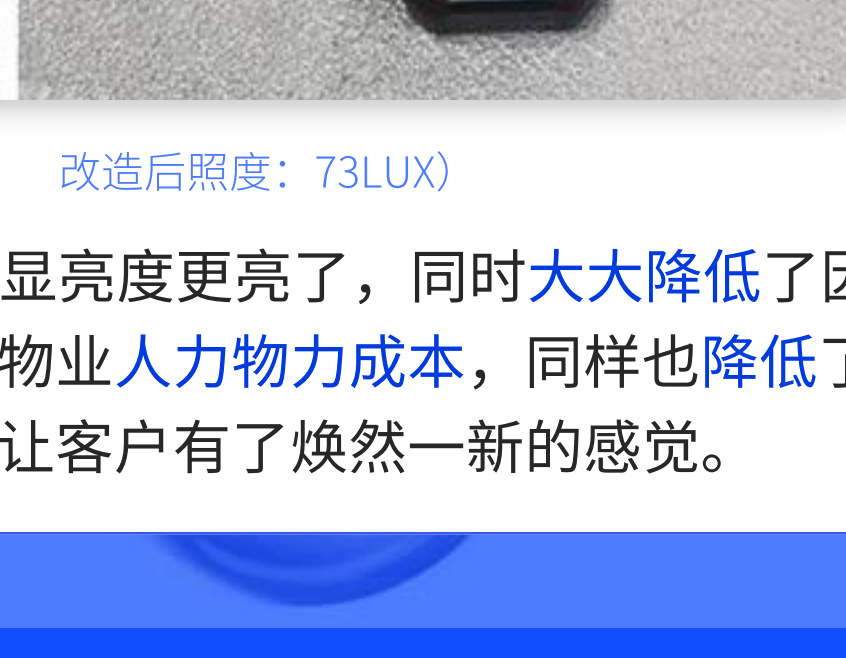 改造后照度：73LUX）
显亮度更亮了，同时大大降低了
物业人力物力成本，同样也降低了
让客户有了焕然一新的感觉。